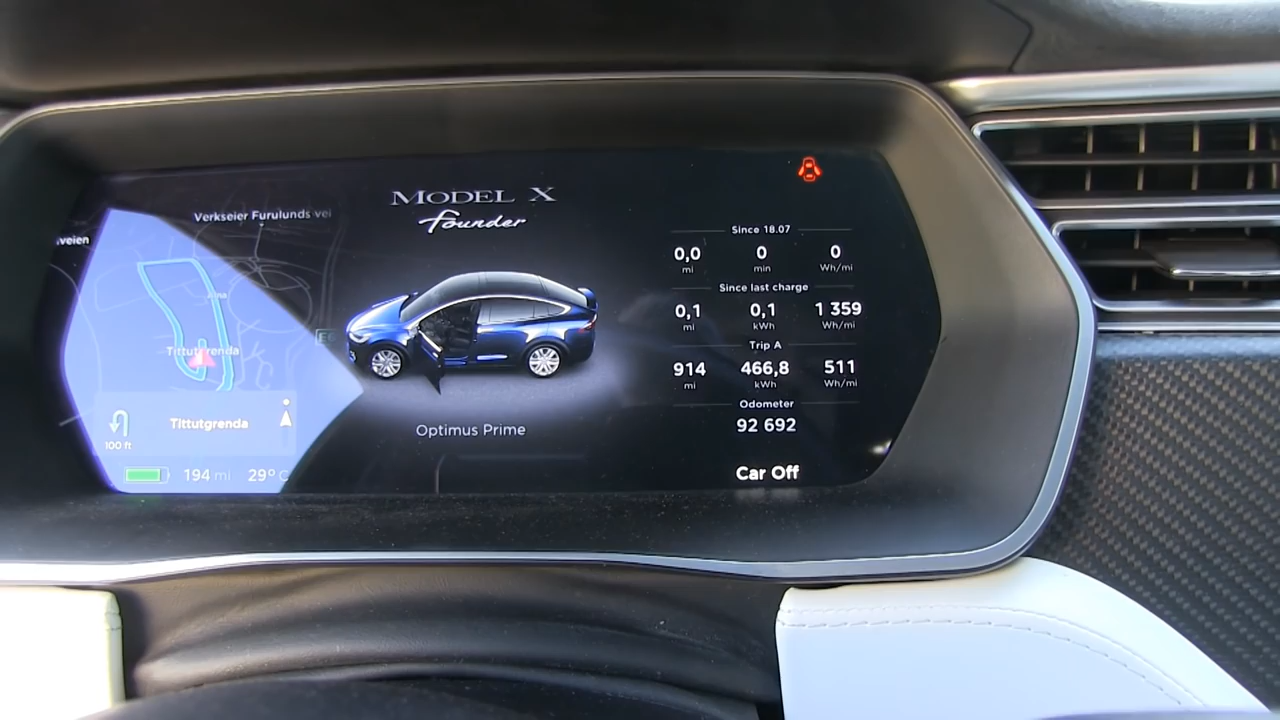 Verkseier Furulunds vei
veien
Tittutgrenda
Tittutgrenda
100 ft
194 mi 29° C
MODEL X
Founder
Optimus Prime
Since 18.07
0,0 0 0
mi min Wh/mi
Since last charge
0,1 0,1 1 359
mi kWh Wh/mi
Trip A
914 466,8 511
mi kWh Wh/mi
Odometer
92 692
Car Off